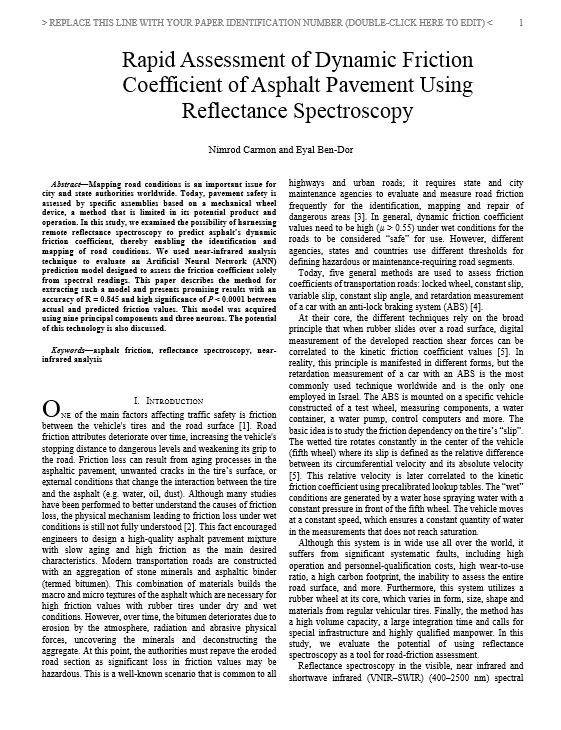 > REPLACE THIS LINE WITH YOUR PAPER IDENTIFICATION NUMBER (DOUBLE-CLICK HERE TO EDIT) < 1
Rapid Assessment of Dynamic Friction
Coefficient of Asphalt Pavement Using
Reflectance Spectroscopy
Nimrod Carmon and Eyal Ben-Dor
Abstract—Mapping road conditions is an important issue for
city and state authorities worldwide. Today, pavement safety is
assessed by specific assemblies based on a mechanical wheel
device, a method that is limited in its potential product and
operation. In this study, we examined the possibility of harnessing
remote reflectance spectroscopy to predict asphalt's dynamic
friction coefficient, thereby enabling the identification and
mapping of road conditions. We used near-infrared analysis
technique to evaluate an Artificial Neural Network (ANN)
prediction model designed to assess the friction coefficient solely
from spectral readings. This paper describes the method for
extracting such a model and presents promising results with an
accuracy of R = 0.845 and high significance of P < 0.0001 between
actual and predicted friction values. This model was acquired
using nine principal components and three neurons. The potential
of this technology is also discussed.
Keywords—asphalt friction, reflectance spectroscopy, near-
infrared analysis
I. INTRODUCTION
ONE of the main factors affecting traffic safety is friction
between the vehicle's tires and the road surface [1]. Road
friction attributes deteriorate over time, increasing the vehicle's
stopping distance to dangerous levels and weakening its grip to
the road. Friction loss can result from aging processes in the
asphaltic pavement, unwanted cracks in the tire's surface, or
external conditions that change the interaction between the tire
and the asphalt (e.g. water, oil, dust). Although many studies
have been performed to better understand the causes of friction
loss, the physical mechanism leading to friction loss under wet
conditions is still not fully understood [2]. This fact encouraged
engineers to design a high-quality asphalt pavement mixture
with slow aging and high friction as the main desired
characteristics. Modern transportation roads are constructed
with an aggregation of stone minerals and asphaltic binder
(termed bitumen). This combination of materials builds the
macro and micro textures of the asphalt which are necessary for
high friction values with rubber tires under dry and wet
conditions. However, over time, the bitumen deteriorates due to
erosion by the atmosphere, radiation and abrasive physical
forces, uncovering the minerals and deconstructing the
aggregate. At this point, the authorities must repave the eroded
road section as significant loss in friction values may be
hazardous. This is a well-known scenario that is common to all
highways and urban roads; it requires state and city
maintenance agencies to evaluate and measure road friction
frequently for the identification, mapping and repair of
dangerous areas [3]. In general, dynamic friction coefficient
values need to be high (μ > 0.55) under wet conditions for the
roads to be considered "safe" for use. However, different
agencies, states and countries use different thresholds for
defining hazardous or maintenance-requiring road segments.
Today, five general methods are used to assess friction
coefficients of transportation roads: locked wheel, constant slip,
variable slip, constant slip angle, and retardation measurement
of a car with an anti-lock braking system (ABS) [4].
At their core, the different techniques rely on the broad
principle that when rubber slides over a road surface, digital
measurement of the developed reaction shear forces can be
correlated to the kinetic friction coefficient values [5]. In
reality, this principle is manifested in different forms, but the
retardation measurement of a car with an ABS is the most
commonly used technique worldwide and is the only one
employed in Israel. The ABS is mounted on a specific vehicle
constructed of a test wheel, measuring components, a water
container, a water pump, control computers and more. The
basic idea is to study the friction dependency on the tire's "slip".
The wetted tire rotates constantly in the center of the vehicle
(fifth wheel) where its slip is defined as the relative difference
between its circumferential velocity and its absolute velocity
[5]. This relative velocity is later correlated to the kinetic
friction coefficient using precalibrated lookup tables. The "wet"
conditions are generated by a water hose spraying water with a
constant pressure in front of the fifth wheel. The vehicle moves
at a constant speed, which ensures a constant quantity of water
in the measurements that does not reach saturation.
Although this system is in wide use all over the world, it
suffers from significant systematic faults, including high
operation and personnel-qualification costs, high wear-to-use
ratio, a high carbon footprint, the inability to assess the entire
road surface, and more. Furthermore, this system utilizes a
rubber wheel at its core, which varies in form, size, shape and
materials from regular vehicular tires. Finally, the method has
a high volume capacity, a large integration time and calls for
special infrastructure and highly qualified manpower. In this
study, we evaluate the potential of using reflectance
spectroscopy as a tool for road-friction assessment.
Reflectance spectroscopy in the visible, near infrared and
shortwave infrared (VNIR–SWIR) (400–2500 nm) spectral